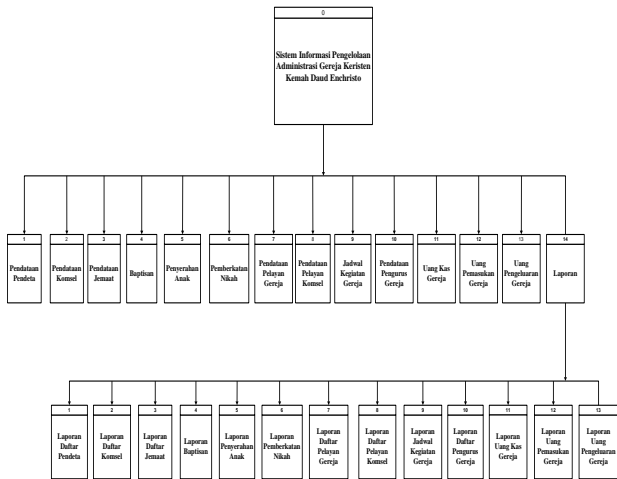 0
Sistem Informasi Pengelolaan
Administrasi Gereja Keristen
Kemah Daud Enchristo
1
Pendataan
Pendeta
2
Pendataan
Komsel
3
Pendataan
Jemaat
4
Baptisan
5
Penyerahan
Anak
6
Pemberkatan
Nikah
7
Pendataan
Pelayan
Gereja
8
Pendataan
Pelayan
Komsel
9
Jadwal
Kegiatan
Gereja
10
Pendataan
Pengurus
Gereja
11
Uang Kas
Gereja
12
Uang
Pemasukan
Gereja
13
Uang
Pengeluaran
Gereja
14
Laporan
1
Laporan
Daftar
Pendeta
2
Laporan
Daftar
Komsel
3
Laporan
Daftar
Jemaat
4
Laporan
Baptisan
5
Laporan
Penyerahan
Anak
6
Laporan
Pemberkatan
Nikah
7
Laporan
Daftar
Pelayan
Gereja
8
Laporan
Daftar
Pelayan
Komsel
9
Laporan
Jadwal
Kegiatan
Gereja
10
Laporan
Daftar
Pengurus
Gereja
11
Laporan
Uang Kas
Gereja
12
Laporan
Uang
Pemasukan
Gereja
13
Laporan
Uang
Pengeluaran
Gereja